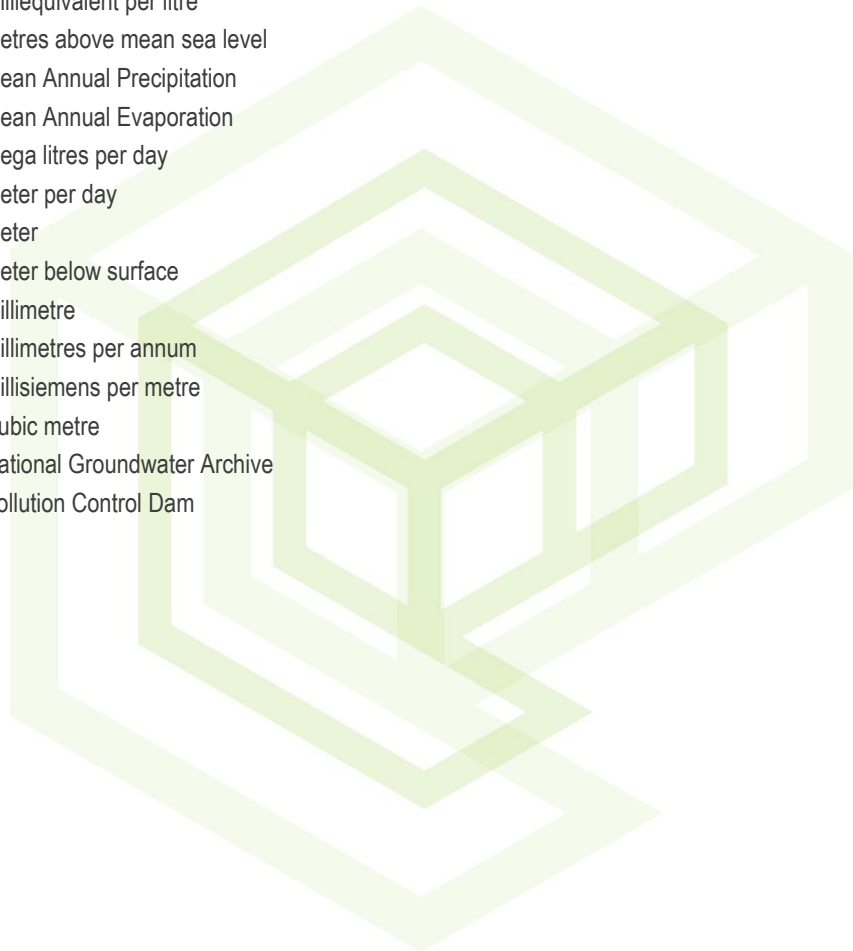 illiequivalent per litre
etres above mean sea level
ean Annual Precipitation
ean Annual Evaporation
ega litres per day
eter per day
eter
eter below surface
illimetre
illimetres per annum
illisiemens per metre
ubic metre
ational Groundwater Archive
ollution Control Dam